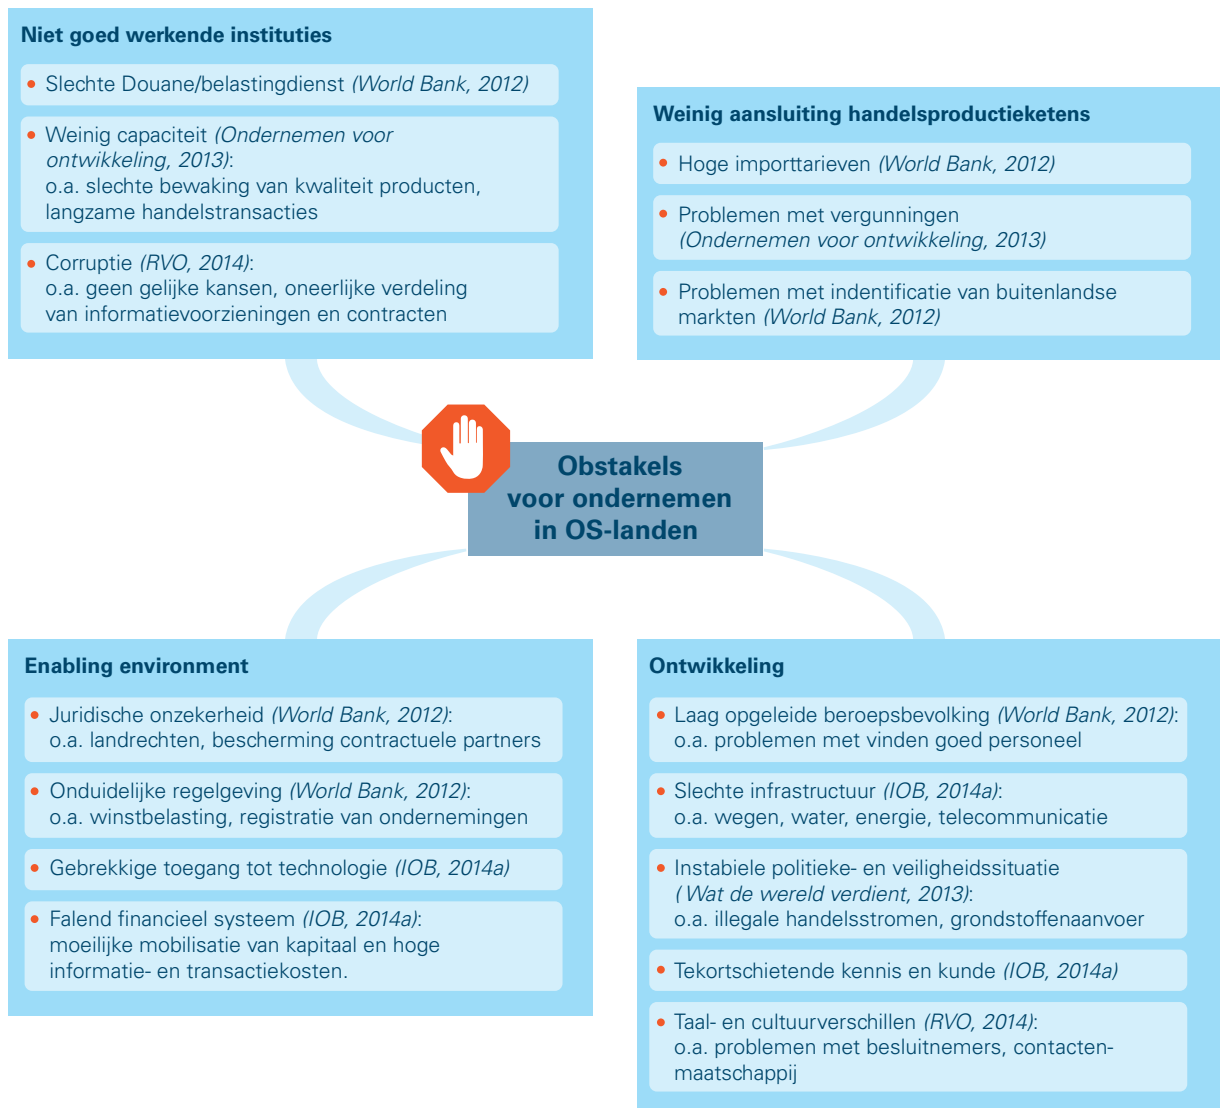 Niet goed werkende instituties
• Slechte Douane/belastingdienst (World Bank, 2012)
• Weinig capaciteit (Ondernemen voor
ontwikkeling, 2013):
o.a. slechte bewaking van kwaliteit producten,
langzame handelstransacties
• Corruptie (RVO, 2014):
o.a. geen gelijke kansen, oneerlijke verdeling
van informatievoorzieningen en contracten
Weinig aansluiting handelsproductieketens
• Hoge importtarieven (World Bank, 2012)
• Problemen met vergunningen
(Ondernemen voor ontwikkeling, 2013)
• Problemen met indentificatie van buitenlandse
markten (World Bank, 2012)
Obstakels
voor ondernemen
in OS-landen
Enabling environment
• Juridische onzekerheid (World Bank, 2012):
o.a. landrechten, bescherming contractuele partners
• Onduidelijke regelgeving (World Bank, 2012):
o.a. winstbelasting, registratie van ondernemingen
• Gebrekkige toegang tot technologie (IOB, 2014a)
• Falend financieel systeem (IOB, 2014a):
moeilijke mobilisatie van kapitaal en hoge
informatie- en transactiekosten.
Ontwikkeling
• Laag opgeleide beroepsbevolking (World Bank, 2012):
o.a. problemen met vinden goed personeel
• Slechte infrastructuur (IOB, 2014a):
o.a. wegen, water, energie, telecommunicatie
• Instabiele politieke- en veiligheidssituatie
(Wat de wereld verdient, 2013):
o.a. illegale handelsstromen, grondstoffenaanvoer
• Tekortschietende kennis en kunde (IOB, 2014a)
• Taal- en cultuurverschillen (RVO, 2014):
o.a. problemen met besluitnemers, contacten-
maatschappij